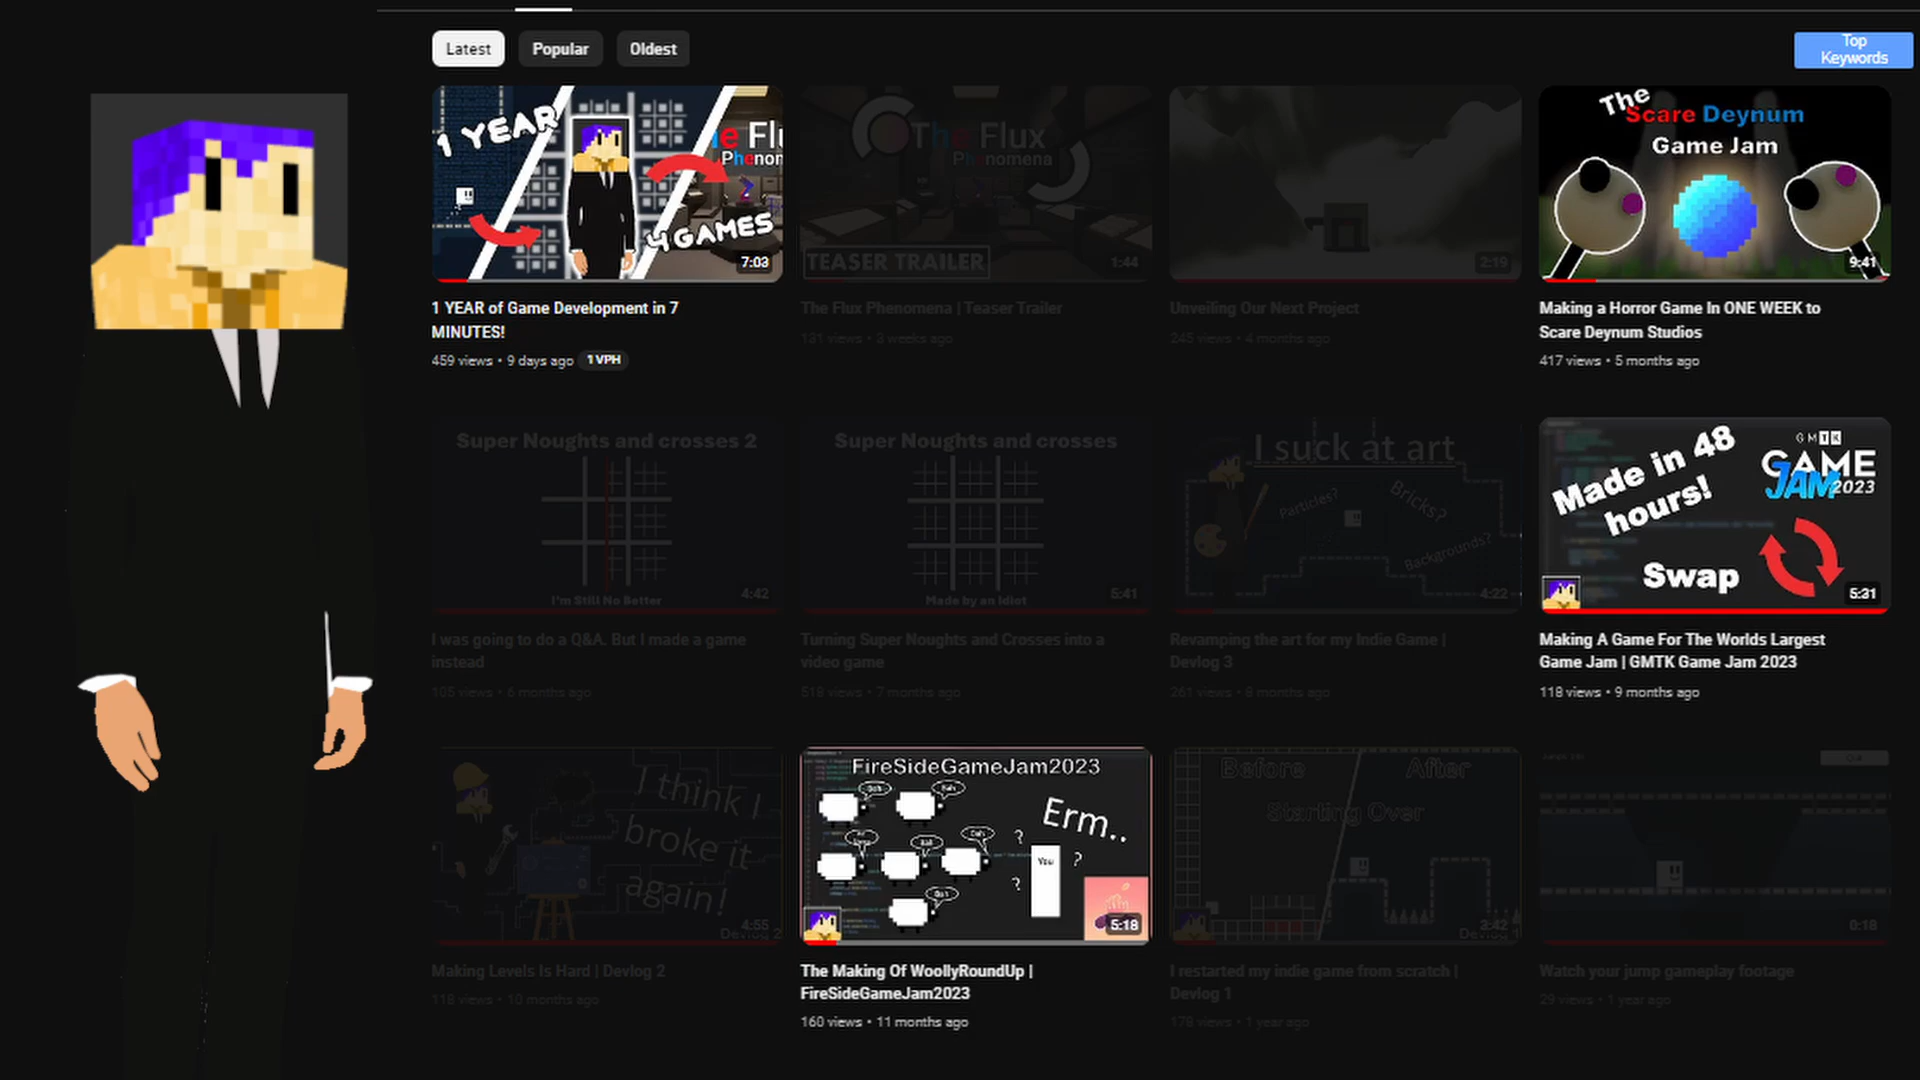 Latest
Popular
Oldest
Top
Keywords
1 YEAR
e Flu
Phenon
4 GAMES
7:03
1 YEAR of Game Development in 7
MINUTES!
459 views • 9 days ago
1 VPH
The Flux
Phenomena
TEASER TRAILER
1:44
The Flux Phenomena | Teaser Trailer
131 views • 3 weeks ago
2:19
Unveiling Our Next Project
245 views • 4 months ago
The
Scare Deynum
Game Jam
9:41
Making a Horror Game In ONE WEEK to
Scare Deynum Studios
417 views • 5 months ago
Super Noughts and crosses 2
I'm Still No Better
4:42
I was going to do a Q&A. But I made a game
instead
105 views • 6 months ago
Super Noughts and crosses
Made by an Idiot
5:41
Turning Super Noughts and Crosses into a
video game
518 views • 7 months ago
I suck at art
Particles?
Bricks?
Backgrounds?
4:22
Revamping the art for my Indie Game |
Devlog 3
261 views • 8 months ago
Made in 48
hours!
GMTK
GAME
JAM 2023
Swap
5:31
Making A Game For The Worlds Largest
Game Jam | GMTK Game Jam 2023
118 views • 9 months ago
I think I
broke it
again!
4:55
Devlog 2
Making Levels Is Hard | Devlog 2
118 views • 10 months ago
FireSideGameJam2023
Erm..
?
?
?
You
5:18
The Making Of WoollyRoundUp |
FireSideGameJam2023
160 views • 11 months ago
Before
After
Starting Over
3:42
Devlog 1
I restarted my indie game from scratch |
Devlog 1
178 views • 1 year ago
0:18
Watch your jump gameplay footage
29 views • 1 year ago